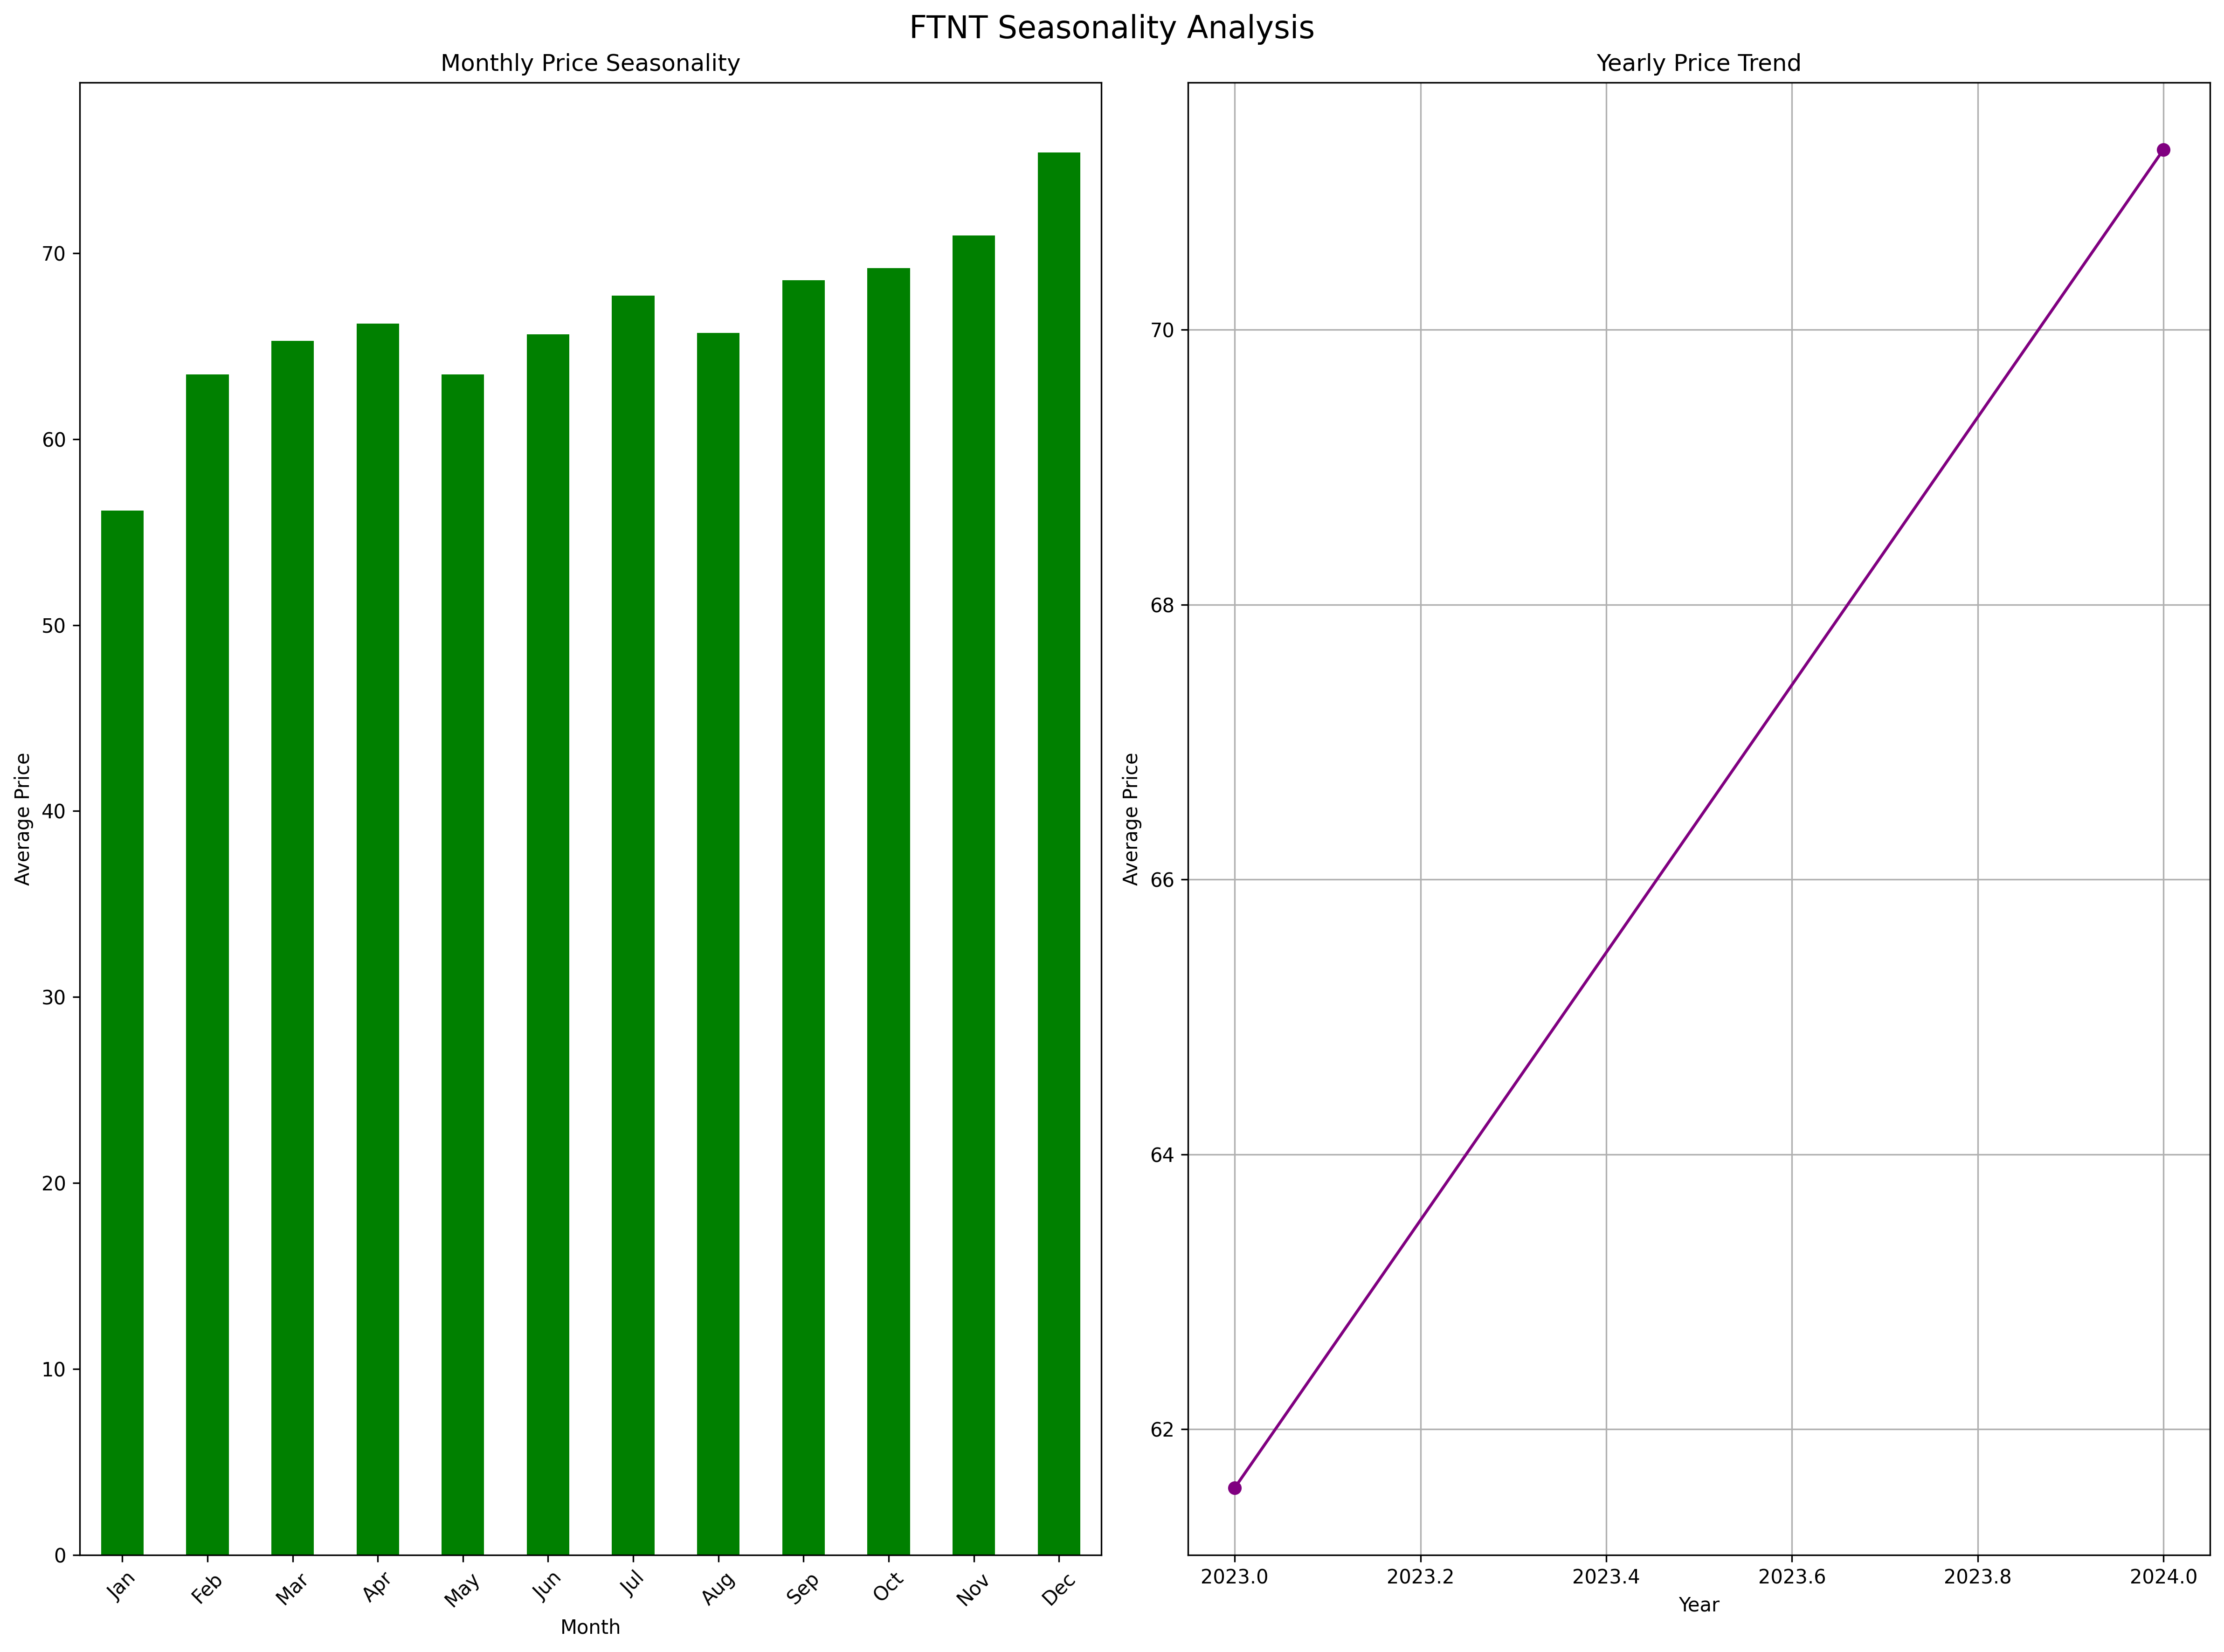 FTNT Seasonality Analysis
Monthly Price Seasonality
Average Price
70
60
50
40
30
20
10
0
Jan
Feb
Mar
Apr
May
Jun
Jul
Aug
Sep
Oct
Nov
Dec
Month
Yearly Price Trend
Average Price
70
68
66
64
62
2023.0
2023.2
2023.4
2023.6
2023.8
2024.0
Year